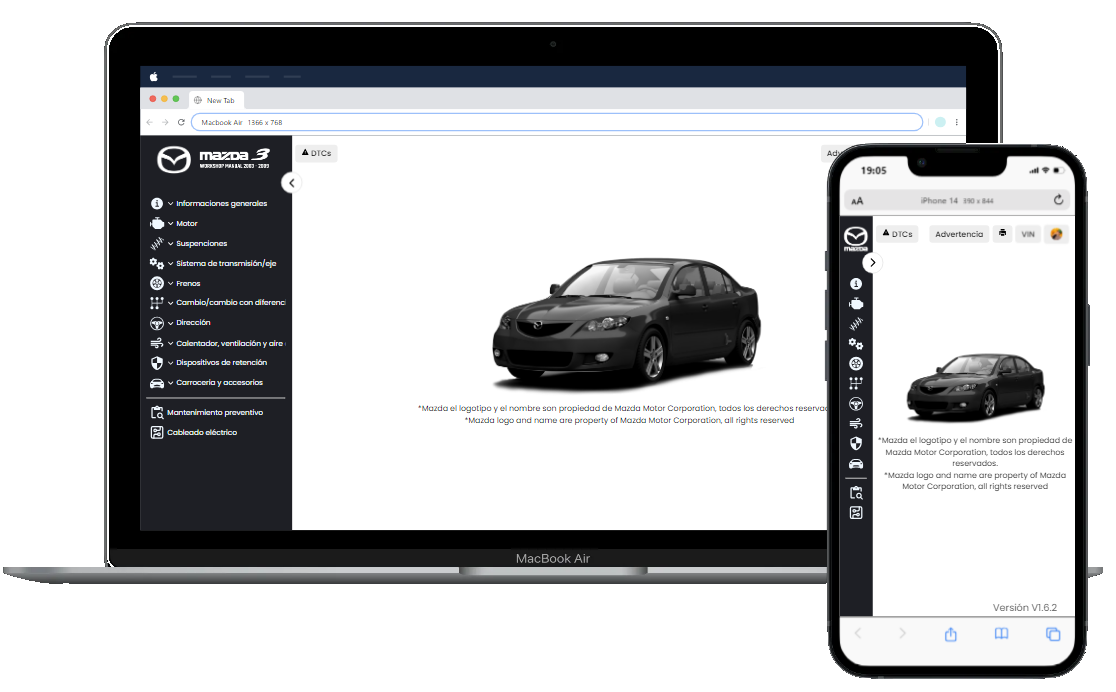 New Tab
Macbook Air 1366 x 768
mazda 3
WORKSHOP MANUAL 2003 - 2009
DTCs
Informaciones generales
Motor
Suspenciones
Sistema de transmisión/eje
Frenos
Cambio/cambio con diferenc
Dirección
Calentador, ventilación y aire
Dispositivos de retención
Carrocería y accesorios
Mantenimiento preventivo
Cableado eléctrico
*Mazda el logotipo y el nombre son propiedad de Mazda Motor Corporation, todos los derechos reservad
*Mazda logo and name are property of Mazda Motor Corporation, all rights reserved
MacBook Air
19:05
AA iPhone 14 390 x 844
mazda
DTCs Advertencia VIN
*Mazda el logotipo y el nombre son propiedad de
Mazda Motor Corporation, todos los derechos
reservados.
*Mazda logo and name are property of Mazda
Motor Corporation, all rights reserved
Versión V1.6.2